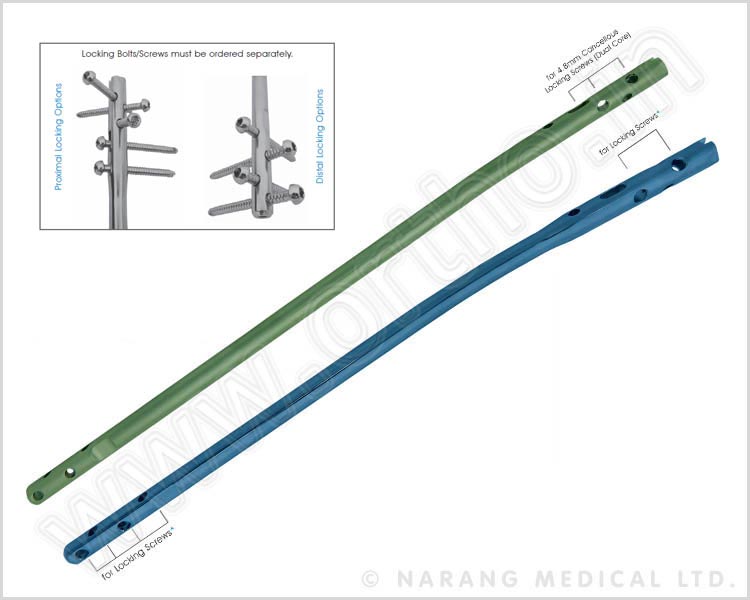 Locking Bolts/Screws must be ordered separately.
Proximal Locking Options
Distal Locking Options
for 4.8mm Cancellous
Locking Screws (Dual Core)
for Locking Screws*
for Locking Screws*
www.ortho.in
© NARANG MEDICAL LTD.